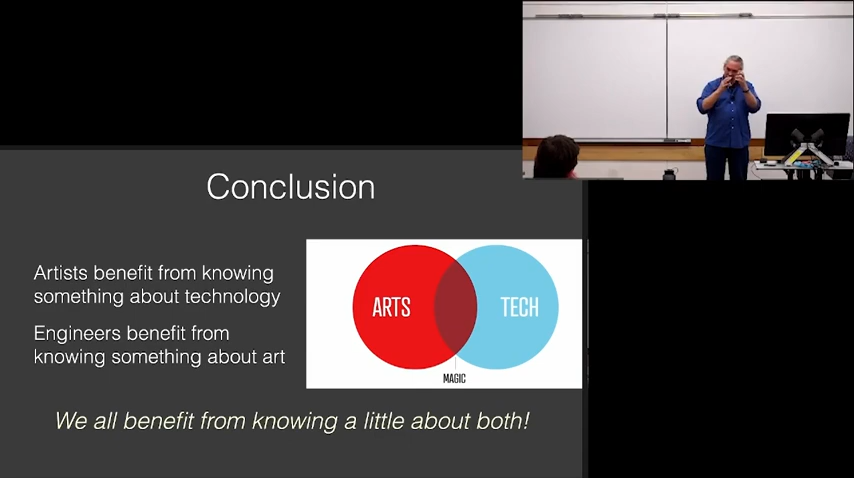 Conclusion
Artists benefit from knowing
something about technology
Engineers benefit from
knowing something about art
ARTS
TECH
MAGIC
We all benefit from knowing a little about both!